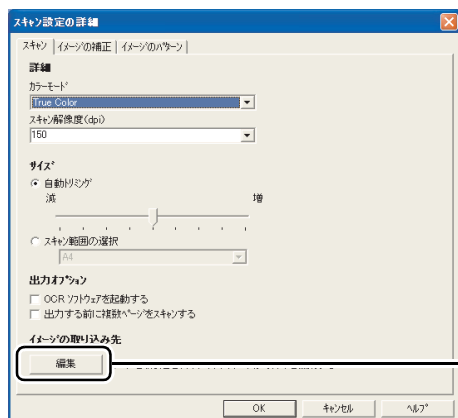 スキャン設定の詳細
スキャン イメージの補正 イメージのパターン
詳細
カラーモード
True Color
スキャン解像度(dpi)
150
サイズ
自動トリミング
減 増
スキャン範囲の選択
A4
出力オプション
OCR ソフトウェアを起動する
出力する前に複数ページをスキャンする
イメージの取り込み先
編集
OK キャンセル ヘルプ